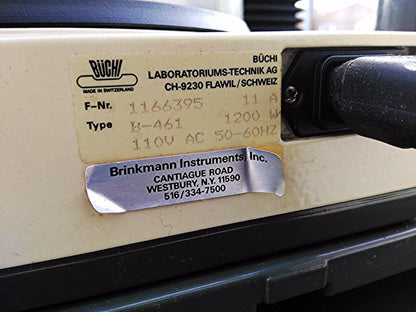 BÜCHI
MADE IN SWITZERLAND
BÜCHI
LABORATORIUMS-TECHNIK AG
CH-9230 FLAWIL/SCHWEIZ
F-Nr. 1166395 11 A
Type B-461 1200 W
110V AC 50-60HZ
Brinkmann Instruments, Inc.
CANTIAGUE ROAD
WESTBURY, N.Y. 11590
516/334-7500